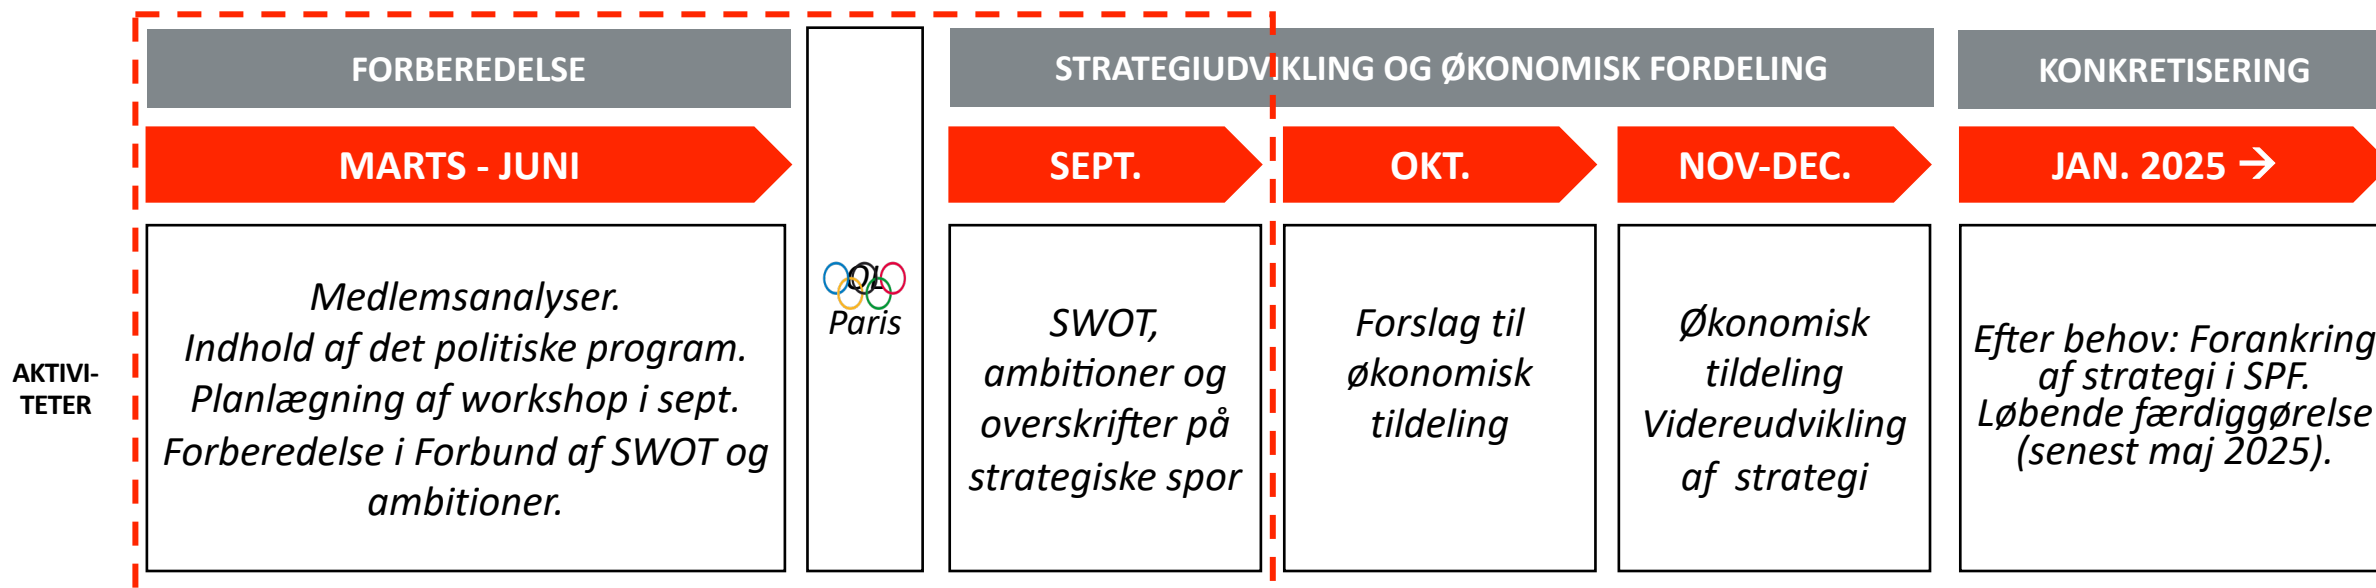 FORBEREDELSE
STRATEGIUDVIKLING OG ØKONOMISK FORDELING
KONKRETISERING
MARTS - JUNI
SEPT.
OKT.
NOV-DEC.
JAN. 2025 →
AKTIVI-
TETER
Medlemsanalyser.
Indhold af det politiske program.
Planlægning af workshop i sept.
Forberedelse i Forbund af SWOT og
ambitioner.
OL
Paris
SWOT,
ambitioner og
overskrifter på
strategiske spor
Forslag til
økonomisk
tildeling
Økonomisk
tildeling
Videreudvikling
af strategi
Efter behov: Forankring
af strategi i SPF.
Løbende færdiggørelse
(senest maj 2025).